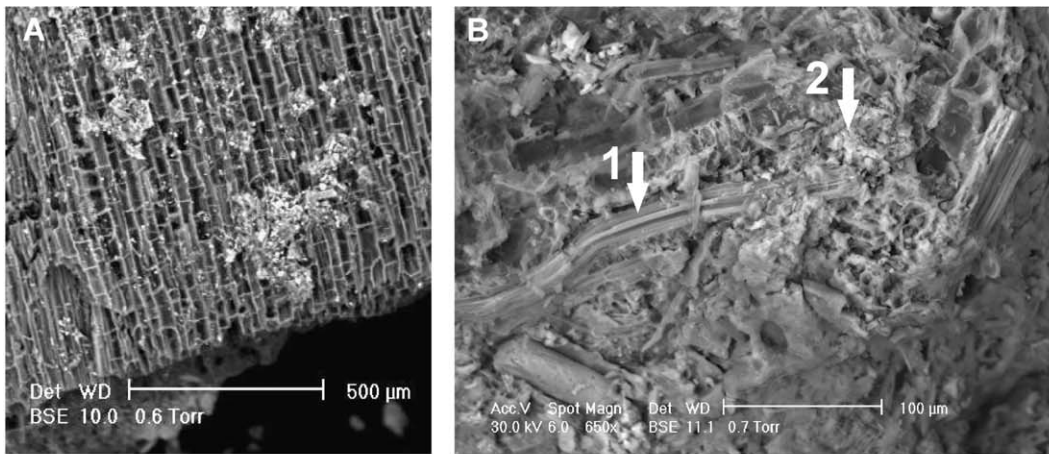 A
Det WD 500 µm
BSE 10.0 0.6 Torr
B
2
1
Acc.V Spot Magn Det WD 100 µm
30.0 kV 6.0 650x BSE 11.1 0.7 Torr